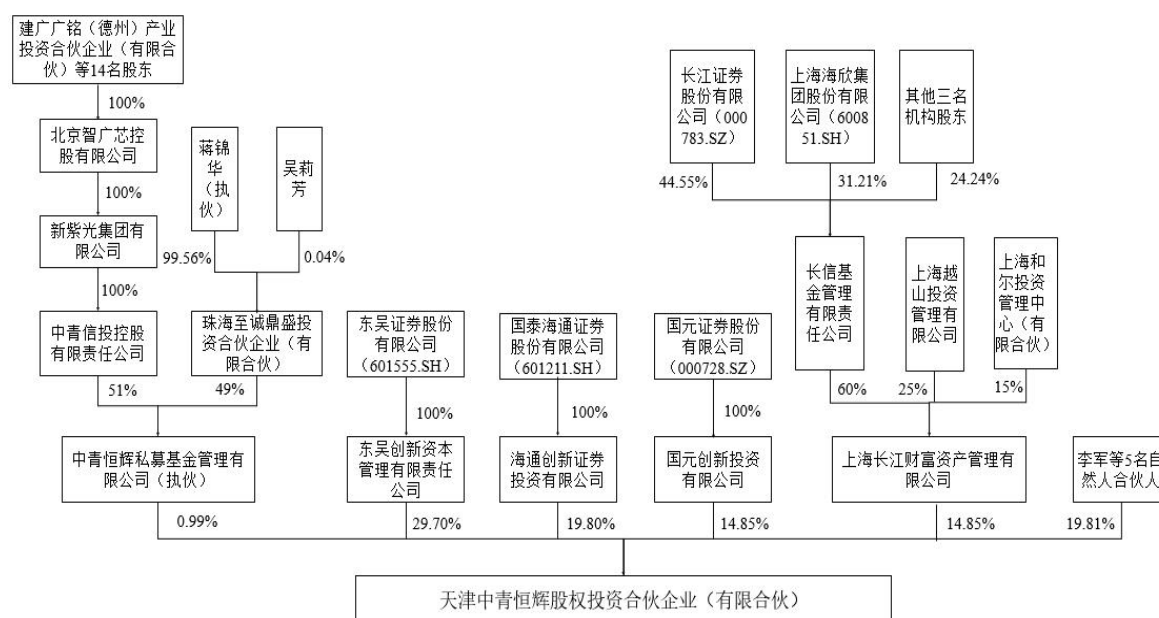 建广广铭（德州）产业
投资合伙企业（有限合
伙）等14名股东
100%
北京智广芯控
股有限公司
100%
新紫光集团有
限公司
100%
中青信投控股
有限责任公司
51%
蒋锦
华
（执
伙）
99.56%
吴莉
芳
0.04%
珠海至诚鼎盛投
资合伙企业（有
限合伙）
49%
中青恒辉私募基金管理有
限公司（执伙）
0.99%
东吴证券股份
有限公司
（601555.SH）
100%
东吴创新资本
管理有限责任
公司
29.70%
国泰海通证券
股份有限公司
（601211.SH）
100%
海通创新证券
投资有限公司
19.80%
国元证券股份
有限公司
（000728.SZ）
100%
国元创新投资
有限公司
14.85%
长江证券
股份有限
公司（000
783.SZ）
44.55%
上海海欣集
团股份有限
公司（6008
51.SH）
31.21%
其他三名
机构股东
24.24%
长信基
金管理
有限责
任公司
60%
上海越
山投资
管理有
限公司
25%
上海和
尔投资
管理中
心（有
限合伙）
15%
上海长江财富资产管理有
限公司
14.85%
李军等5名自
然人合伙人
19.81%
天津中青恒辉股权投资合伙企业（有限合伙）